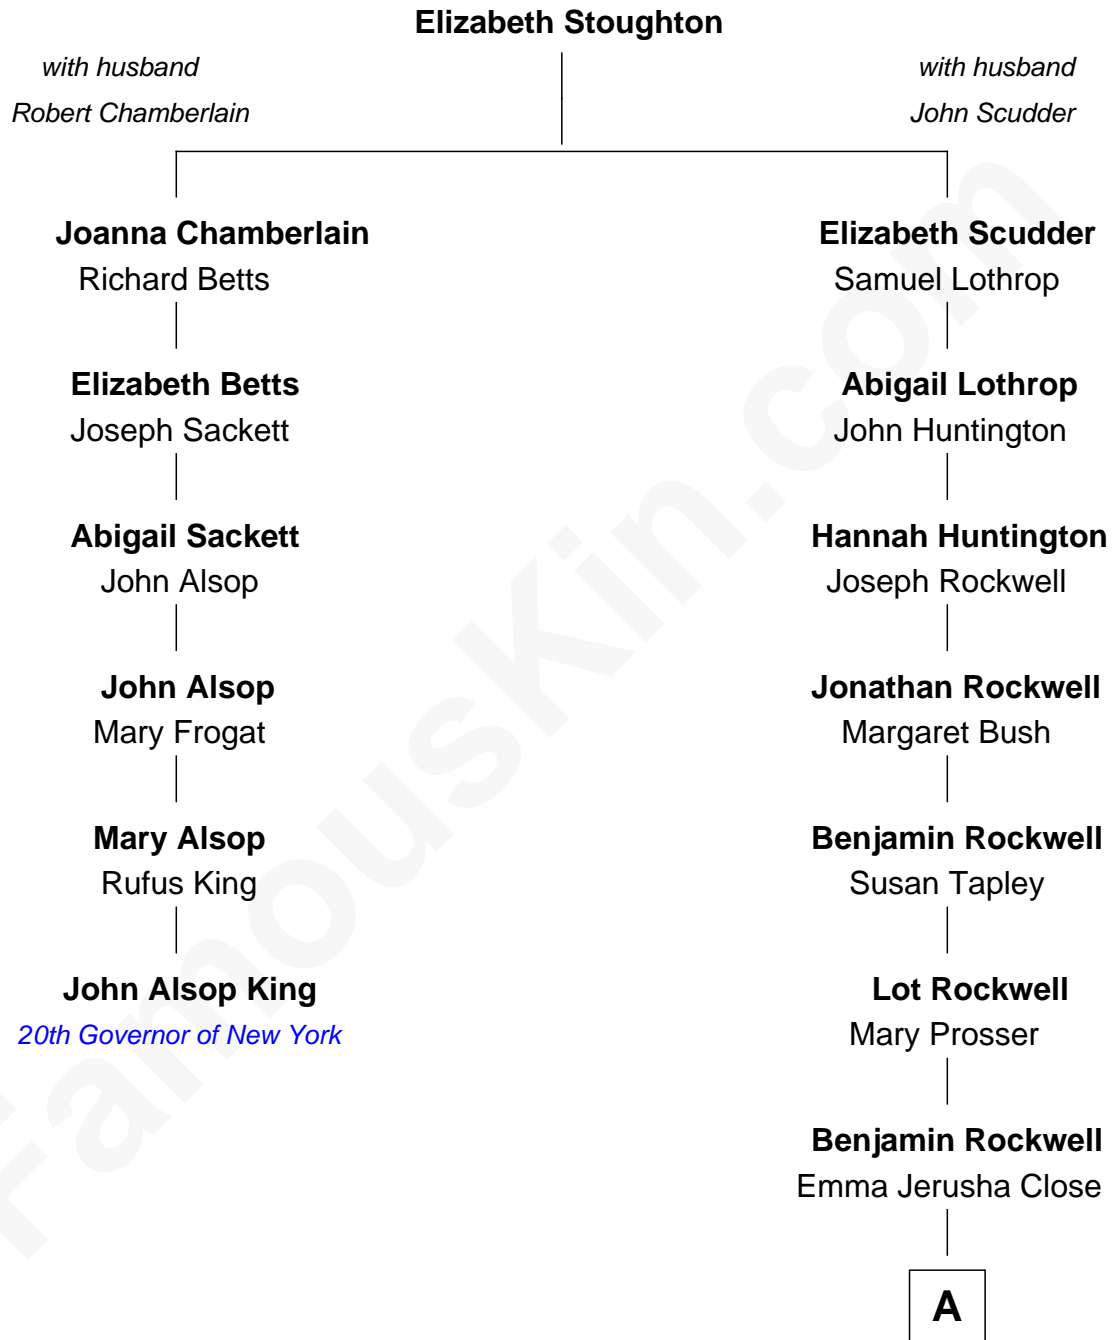 Elizabeth Stoughton
with husband
Robert Chamberlain
with husband
John Scudder
Joanna Chamberlain
Richard Betts
Elizabeth Scudder
Samuel Lothrop
Elizabeth Betts
Joseph Sackett
Abigail Lothrop
John Huntington
Abigail Sackett
John Alsop
Hannah Huntington
Joseph Rockwell
John Alsop
Mary Frogat
Jonathan Rockwell
Margaret Bush
Mary Alsop
Rufus King
Benjamin Rockwell
Susan Tapley
John Alsop King
20th Governor of New York
Lot Rockwell
Mary Prosser
Benjamin Rockwell
Emma Jerusha Close
A
FamousKin.com